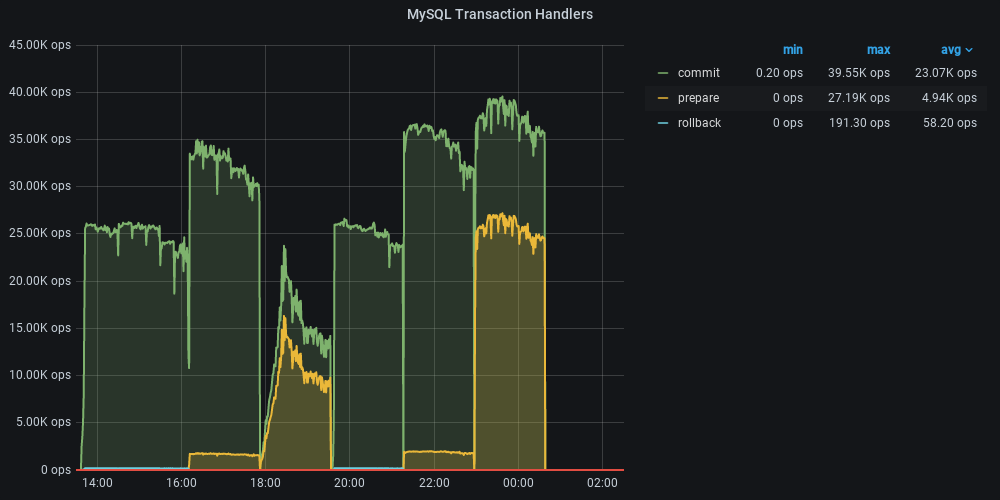 MySQL Transaction Handlers
45.00K ops
40.00K ops
35.00K ops
30.00K ops
25.00K ops
20.00K ops
15.00K ops
10.00K ops
5.00K ops
0 ops
14:00 16:00 18:00 20:00 22:00 00:00 02:00
min max avg
commit 0.20 ops 39.55K ops 23.07K ops
prepare 0 ops 27.19K ops 4.94K ops
rollback 0 ops 191.30 ops 58.20 ops